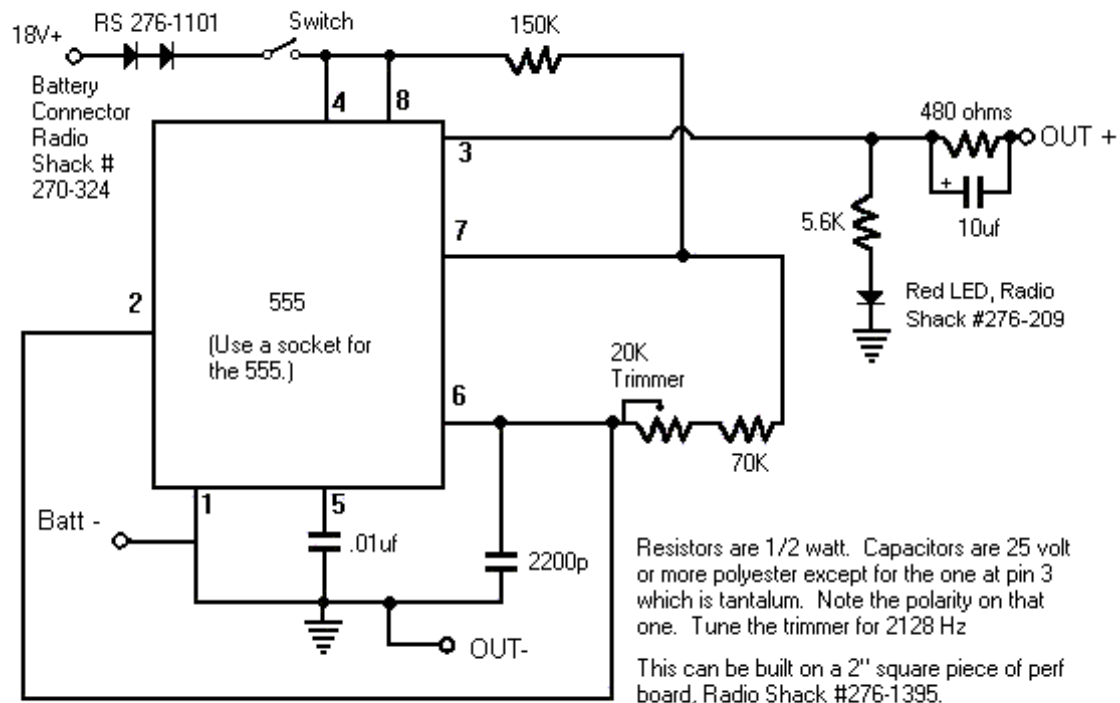 18V+
RS 276-1101
Switch
150K
Battery
Connector
Radio
Shack #
270-324
4
8
3
480 ohms
OUT +
+
10uf
5.6K
7
2
555
(Use a socket for
the 555.)
Red LED, Radio
Shack #276-209
20K
Trimmer
6
70K
1
5
Batt -
.01uf
2200p
OUT-
Resistors are 1/2 watt. Capacitors are 25 volt
or more polyester except for the one at pin 3
which is tantalum. Note the polarity on that
one. Tune the trimmer for 2128 Hz
This can be built on a 2" square piece of perf
board, Radio Shack #276-1395.